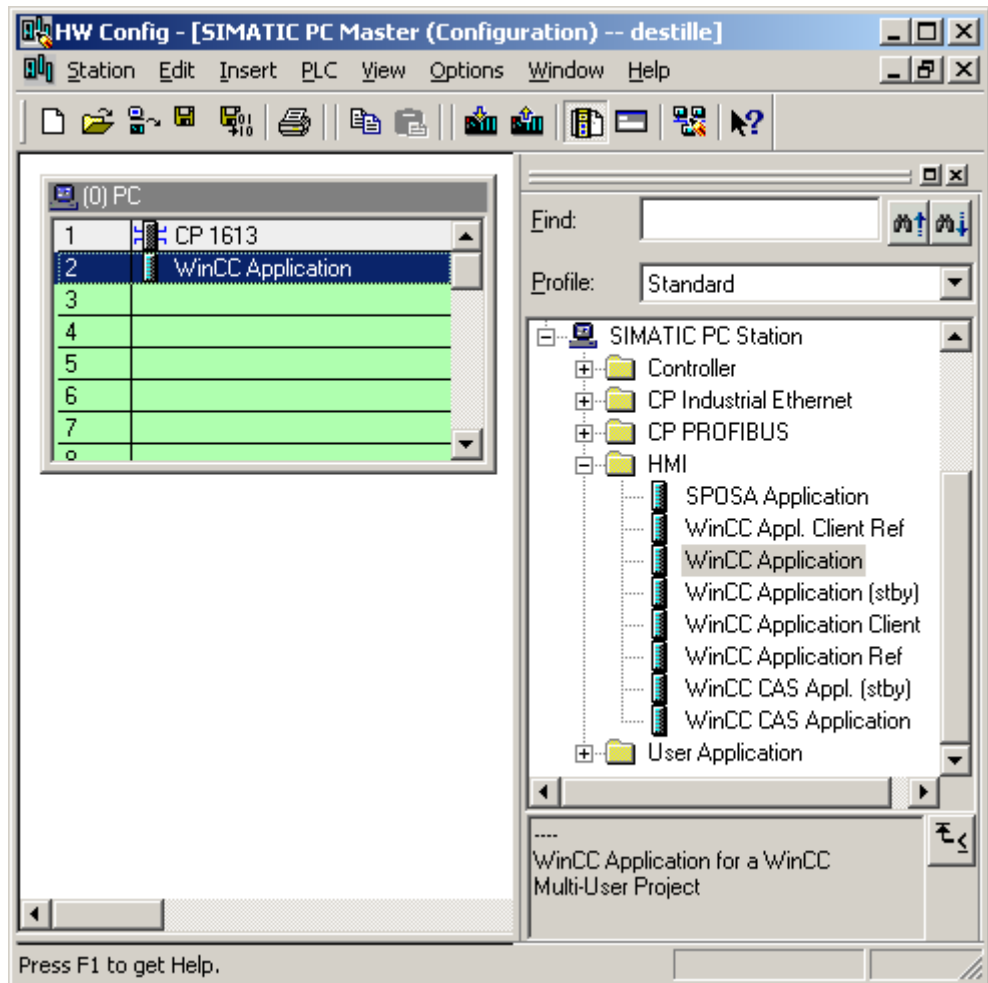 HW Config - [SIMATIC PC Master (Configuration) -- destille]
Station Edit Insert PLC View Options Window Help
(0) PC
1 CP 1613
2 WinCC Application
3
4
5
6
7
Find:
Profile: Standard
SIMATIC PC Station
Controller
CP Industrial Ethernet
CP PROFIBUS
HMI
SPOSA Application
WinCC Appl. Client Ref
WinCC Application
WinCC Application (stby)
WinCC Application Client
WinCC Application Ref
WinCC CAS Appl. (stby)
WinCC CAS Application
User Application
----
WinCC Application for a WinCC
Multi-User Project
Press F1 to get Help.